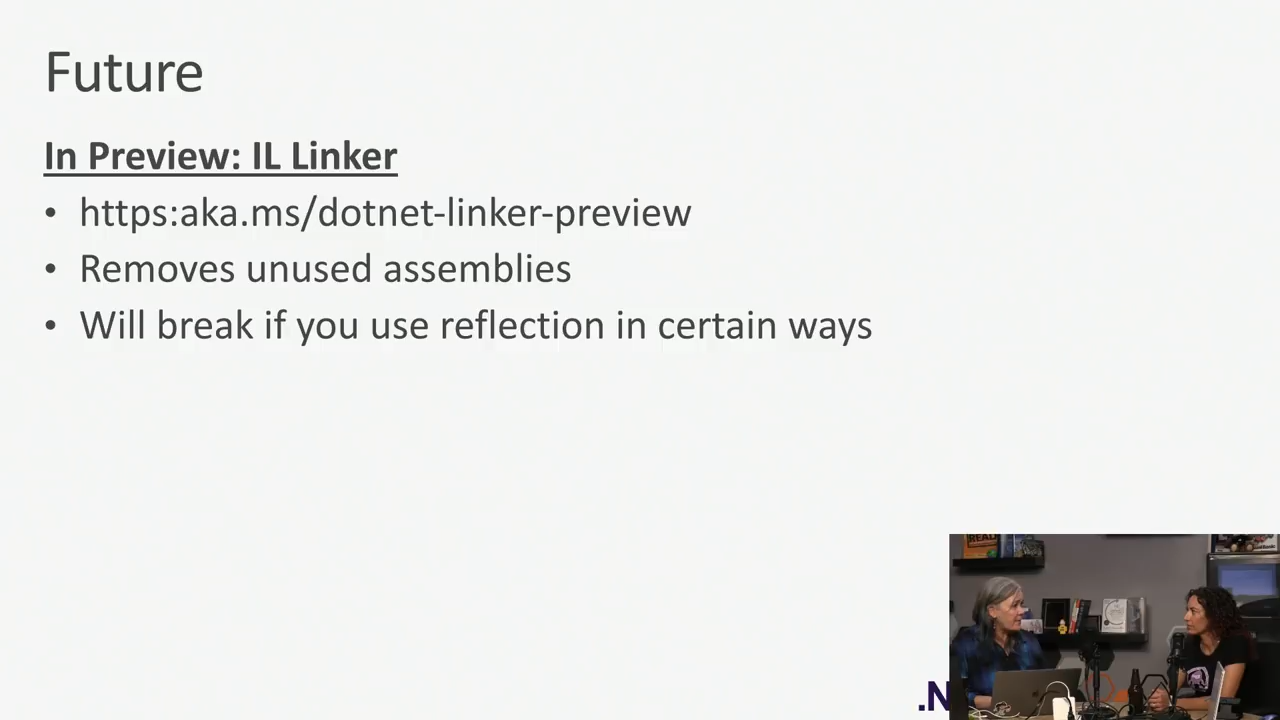 Future
In Preview: IL Linker
• https:aka.ms/dotnet-linker-preview
• Removes unused assemblies
• Will break if you use reflection in certain ways
READ
.N